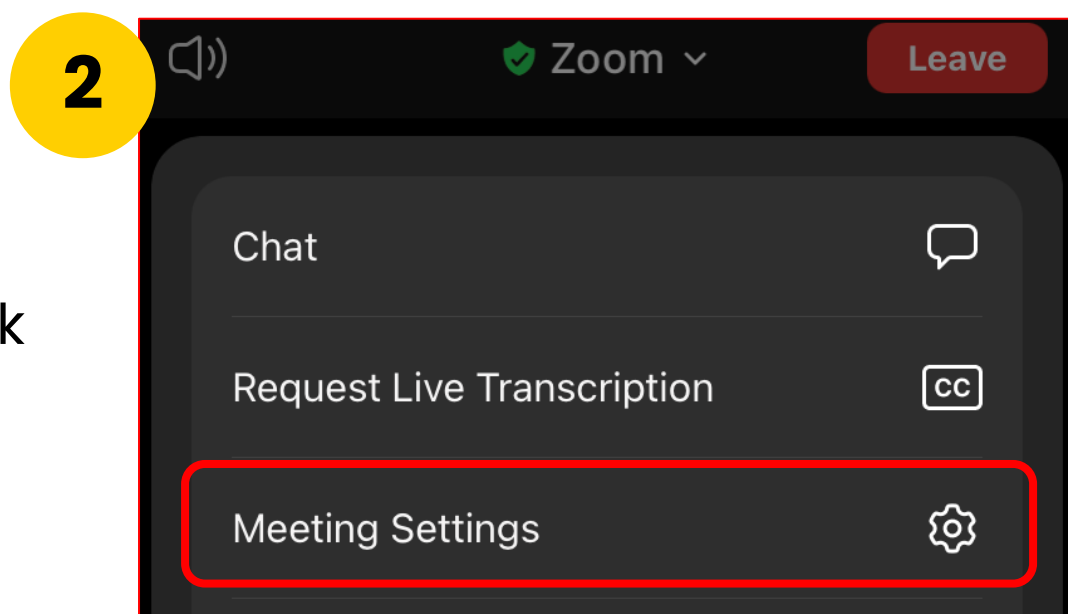 2
Zoom
Leave
Chat
k
Request Live Transcription
CC
Meeting Settings